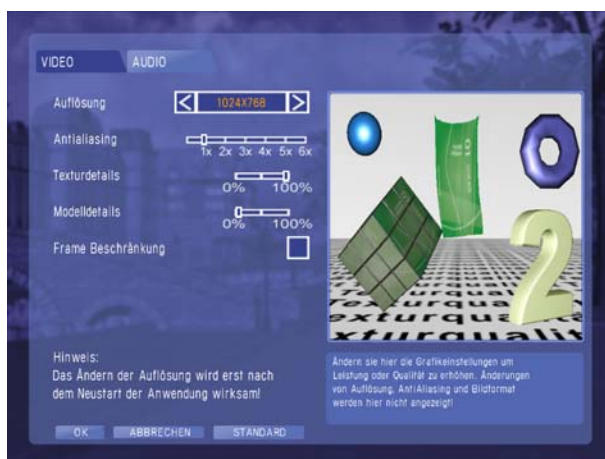 VIDEO
AUDIO
Auflösung
1024X768
Antialiasing
1x 2x 3x 4x 5x 6x
Texturdetails
0% 100%
Modelldetails
0% 100%
Frame Beschränkung
Hinweis:
Das Ändern der Auflösung wird erst nach
dem Neustart der Anwendung wirksam!
OK
ABBRECHEN
STANDARD
2
xturqualit
Ändern sie hier die Grafikeinstellungen um
Leistung oder Qualität zu erhöhen. Änderungen
von Auflösung, AntiAliasing und Bildformat
werden hier nicht angezeigt!